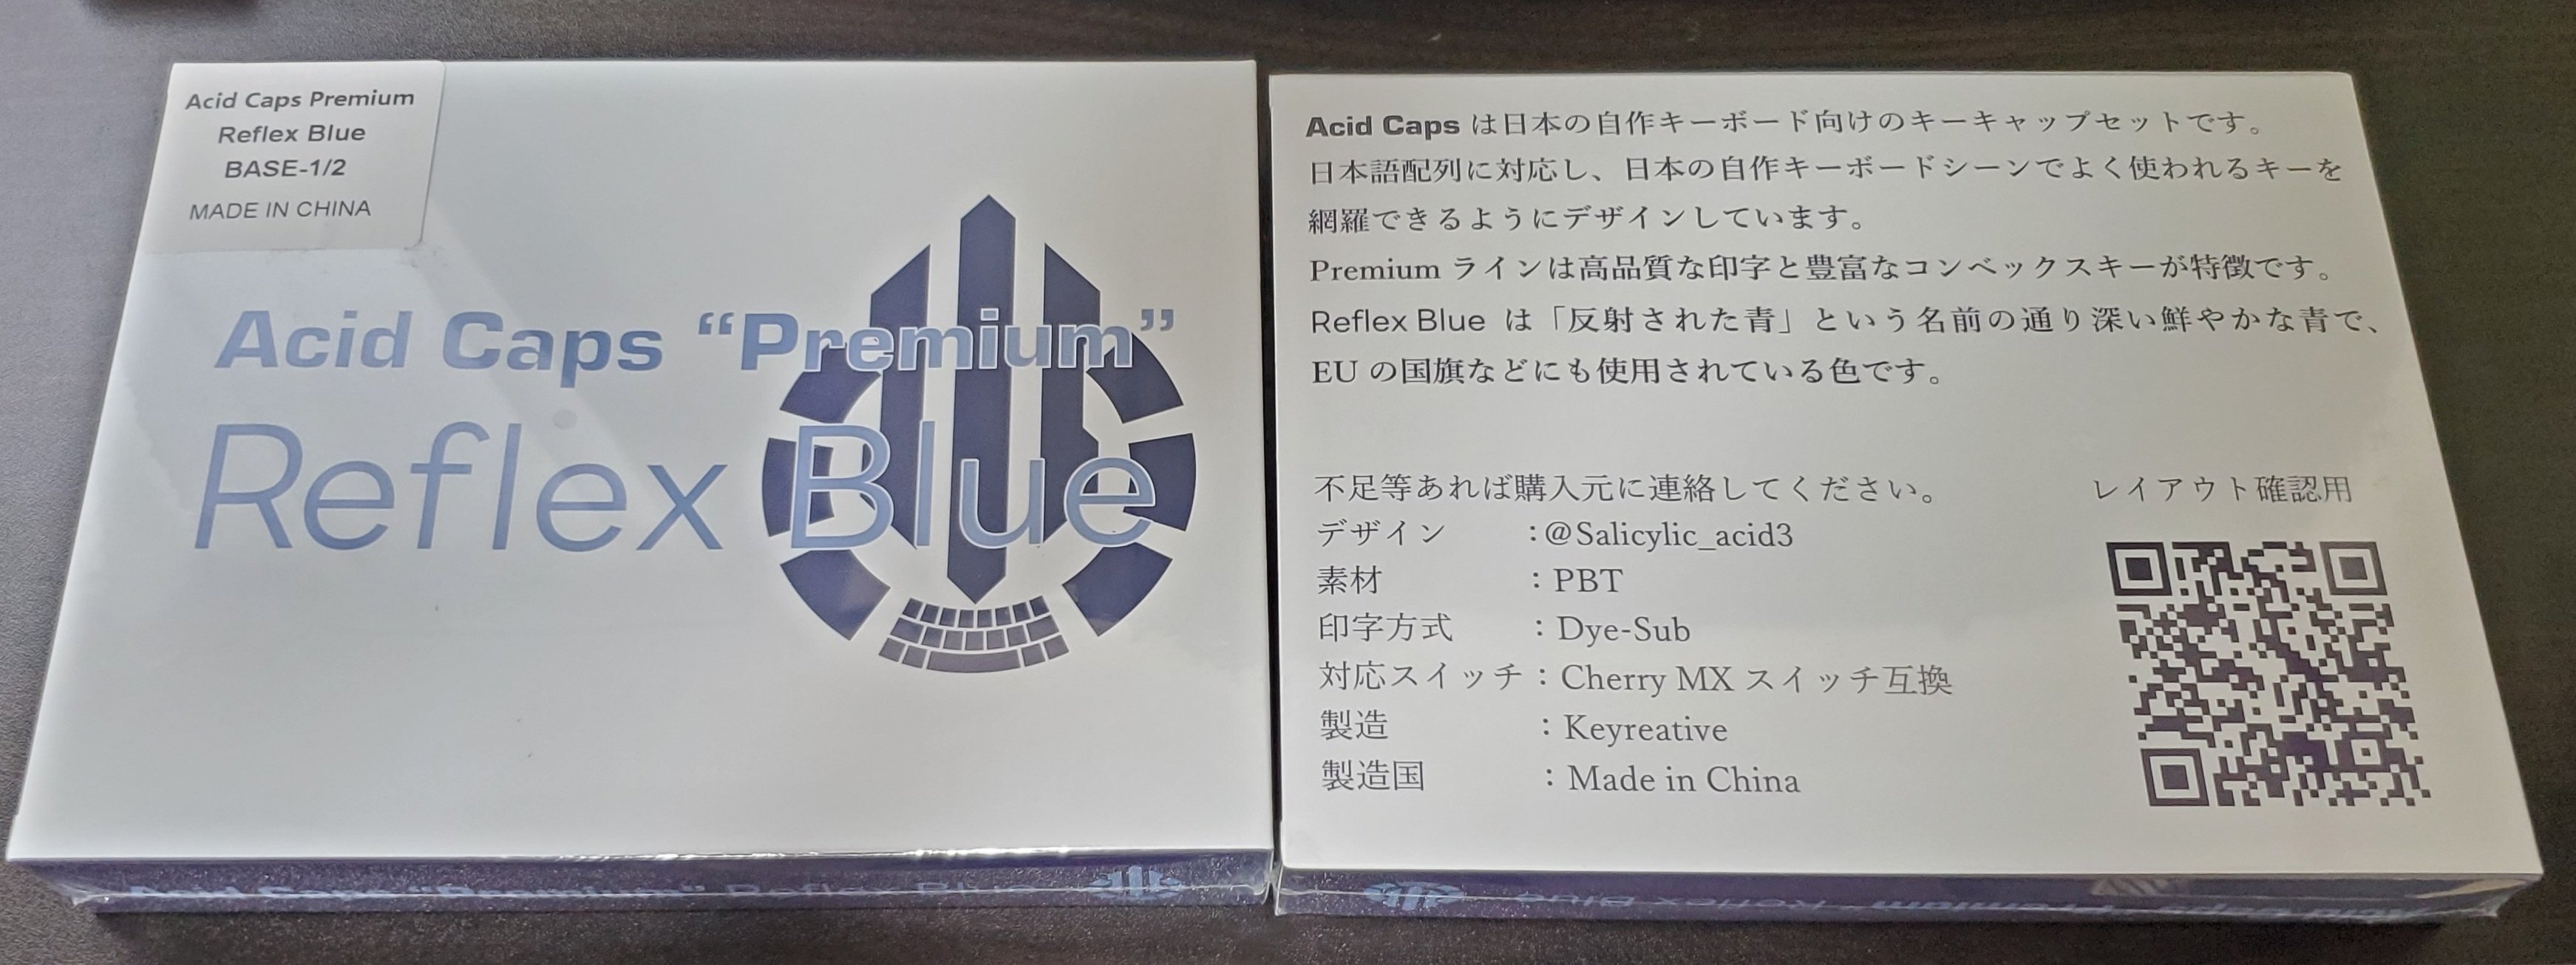 Acid Caps Premium
Reflex Blue
BASE-1/2
MADE IN CHINA
Acid Caps “Premium”
Reflex Blue
Acid Caps “Premium” Reflex Blue
Acid Caps は日本の自作キーボード向けのキーキャップセットです。
日本語配列に対応し、日本の自作キーボードシーンでよく使われるキーを
網羅できるようにデザインしています。
Premium ラインは高品質な印字と豊富なコンベックスキーが特徴です。
Reflex Blue は「反射された青」という名前の通り深い鮮やかな青で、
EU の国旗などにも使用されている色です。
不足等あれば購入元に連絡してください。
デザイン :@Salicylic_acid3
素材 : PBT
印字方式 : Dye-Sub
対応スイッチ : Cherry MX スイッチ互換
製造 : Keyreative
製造国 : Made in China
レイアウト確認用
Acid Caps “Premium” Reflex Blue